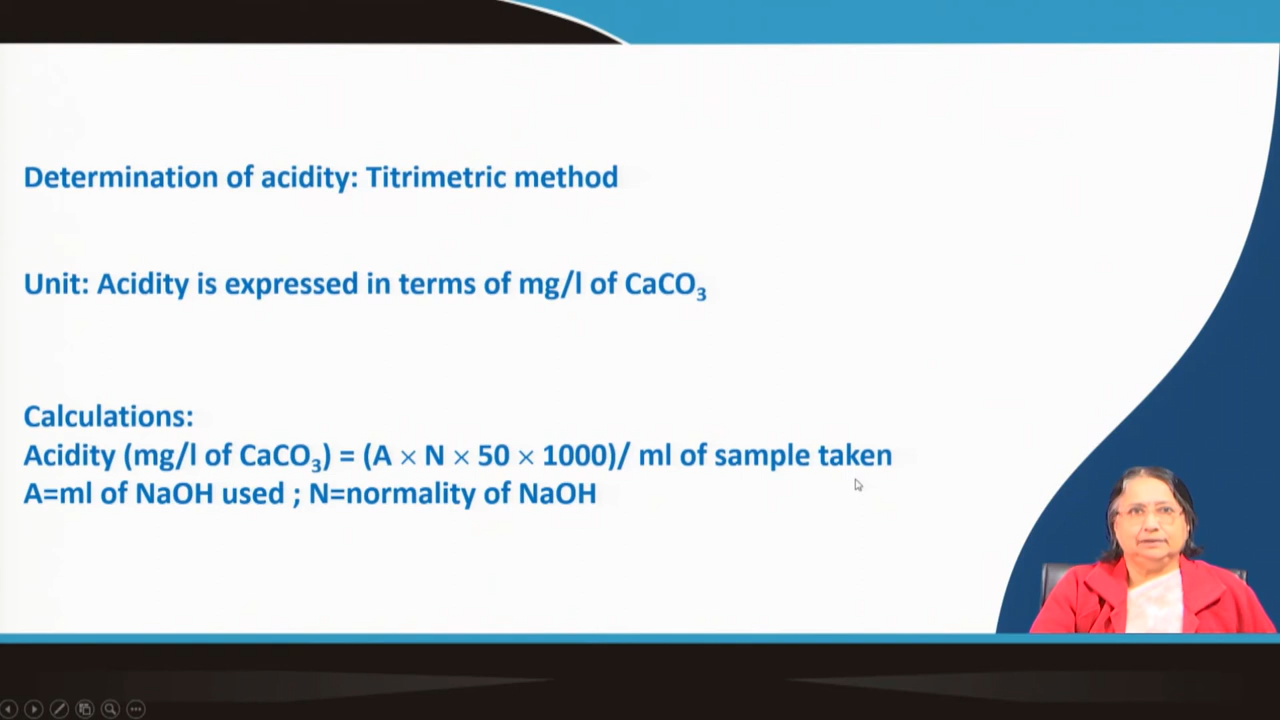 Determination of acidity: Titrimetric method
Unit: Acidity is expressed in terms of mg/l of CaCO₃
Calculations:
Acidity (mg/l of CaCO₃) = (A × N × 50 × 1000)/ ml of sample taken
A=ml of NaOH used ; N=normality of NaOH